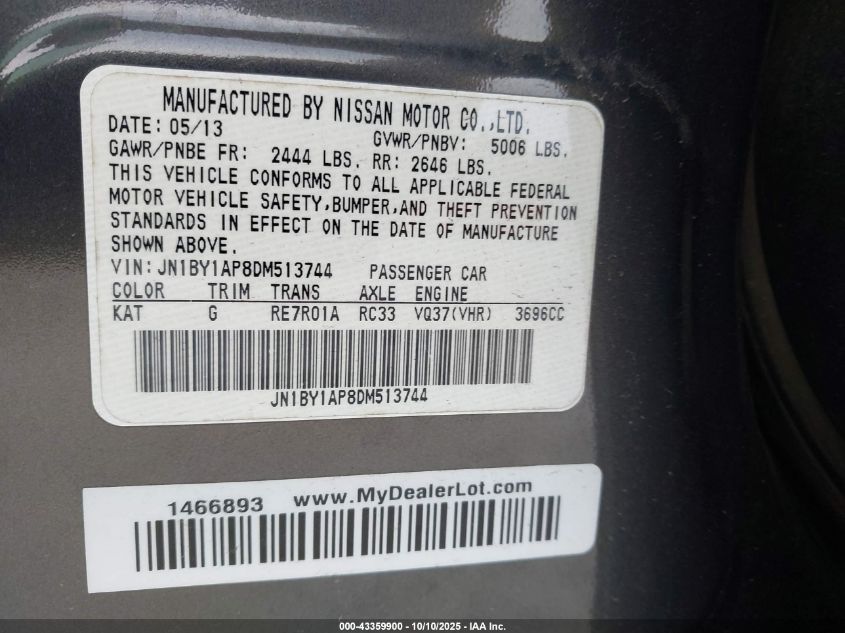 MANUFACTURED BY NISSAN MOTOR CO.,LTD.
DATE: 05/13 GVWR/PNBV: 5006 LBS.
GAWR/PNBE FR: 2444 LBS. RR: 2646 LBS.
THIS VEHICLE CONFORMS TO ALL APPLICABLE FEDERAL
MOTOR VEHICLE SAFETY,BUMPER,AND THEFT PREVENTION
STANDARDS IN EFFECT ON THE DATE OF MANUFACTURE
SHOWN ABOVE.
VIN:JN1BY1AP8DM513744 PASSENGER CAR
COLOR TRIM TRANS AXLE ENGINE
KAT G RE7R01A RC33 VQ37(VHR) 3696CC
JN1BY1AP8DM513744
1466893 www.MyDealerLot.com
000-43359900 - 10/10/2025 - IAA Inc.